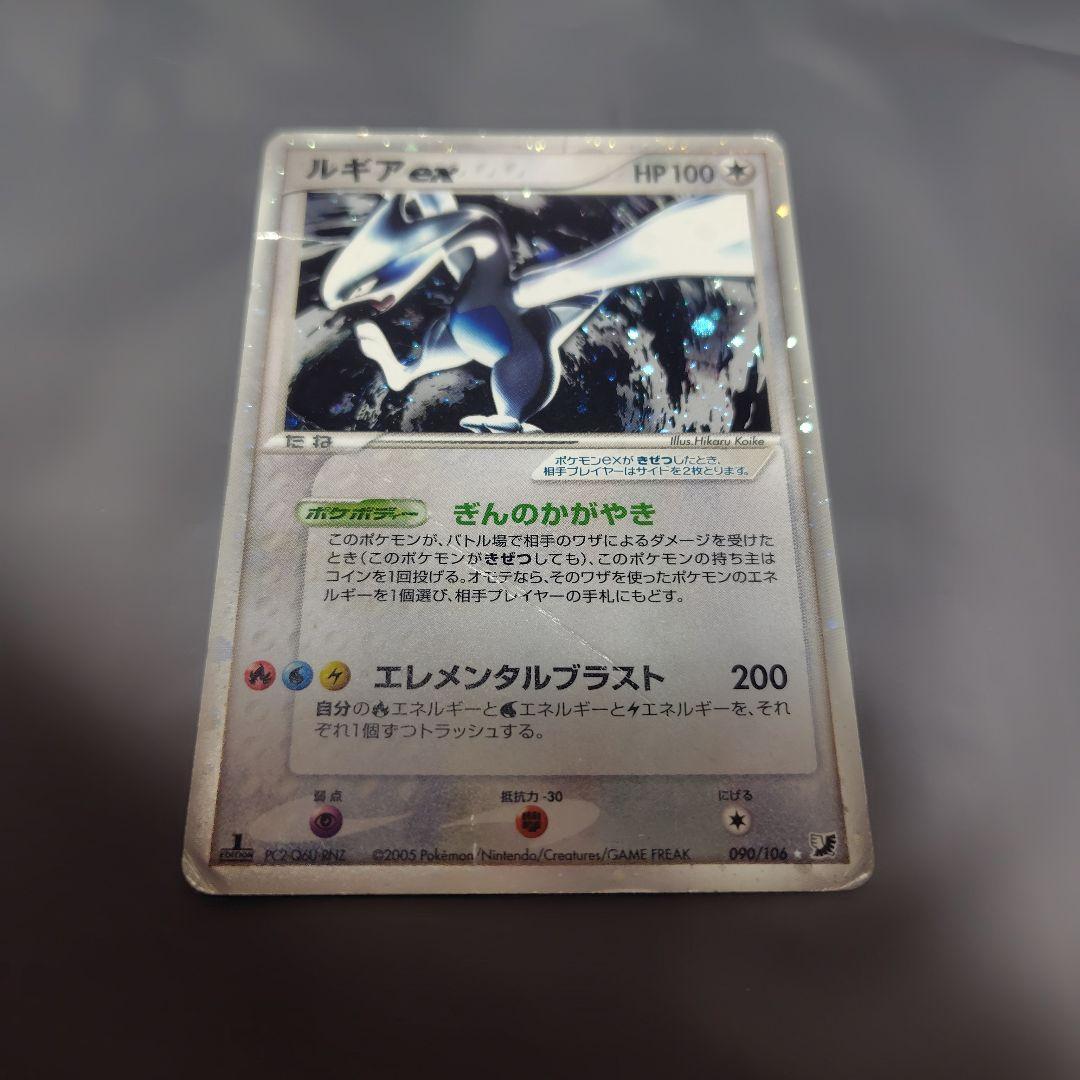 ルギアex HP 100
たね
Illus. Hikaru Koike
ポケモンexが きぜつしたとき、
相手プレイヤーはサイドを2枚とります。
ポケボディー ぎんのかがやき
このポケモンが、バトル場で相手のワザによるダメージを受けた
とき(このポケモンがきぜつしても)、このポケモンの持ち主は
コインを1回投げる。オモテなら、そのワザを使ったポケモンのエネ
ルギーを1個選び、相手プレイヤーの手札にもどす。
エレメンタルブラスト 200
自分のエネルギーとエネルギーとエネルギーを、それ
ぞれ1個ずつトラッシュする。
弱点 抵抗力 -30 にげる
1 EDITION PC2-Q6U-RNZ ©2005 Pokémon/Nintendo/Creatures/GAME FREAK 090/106